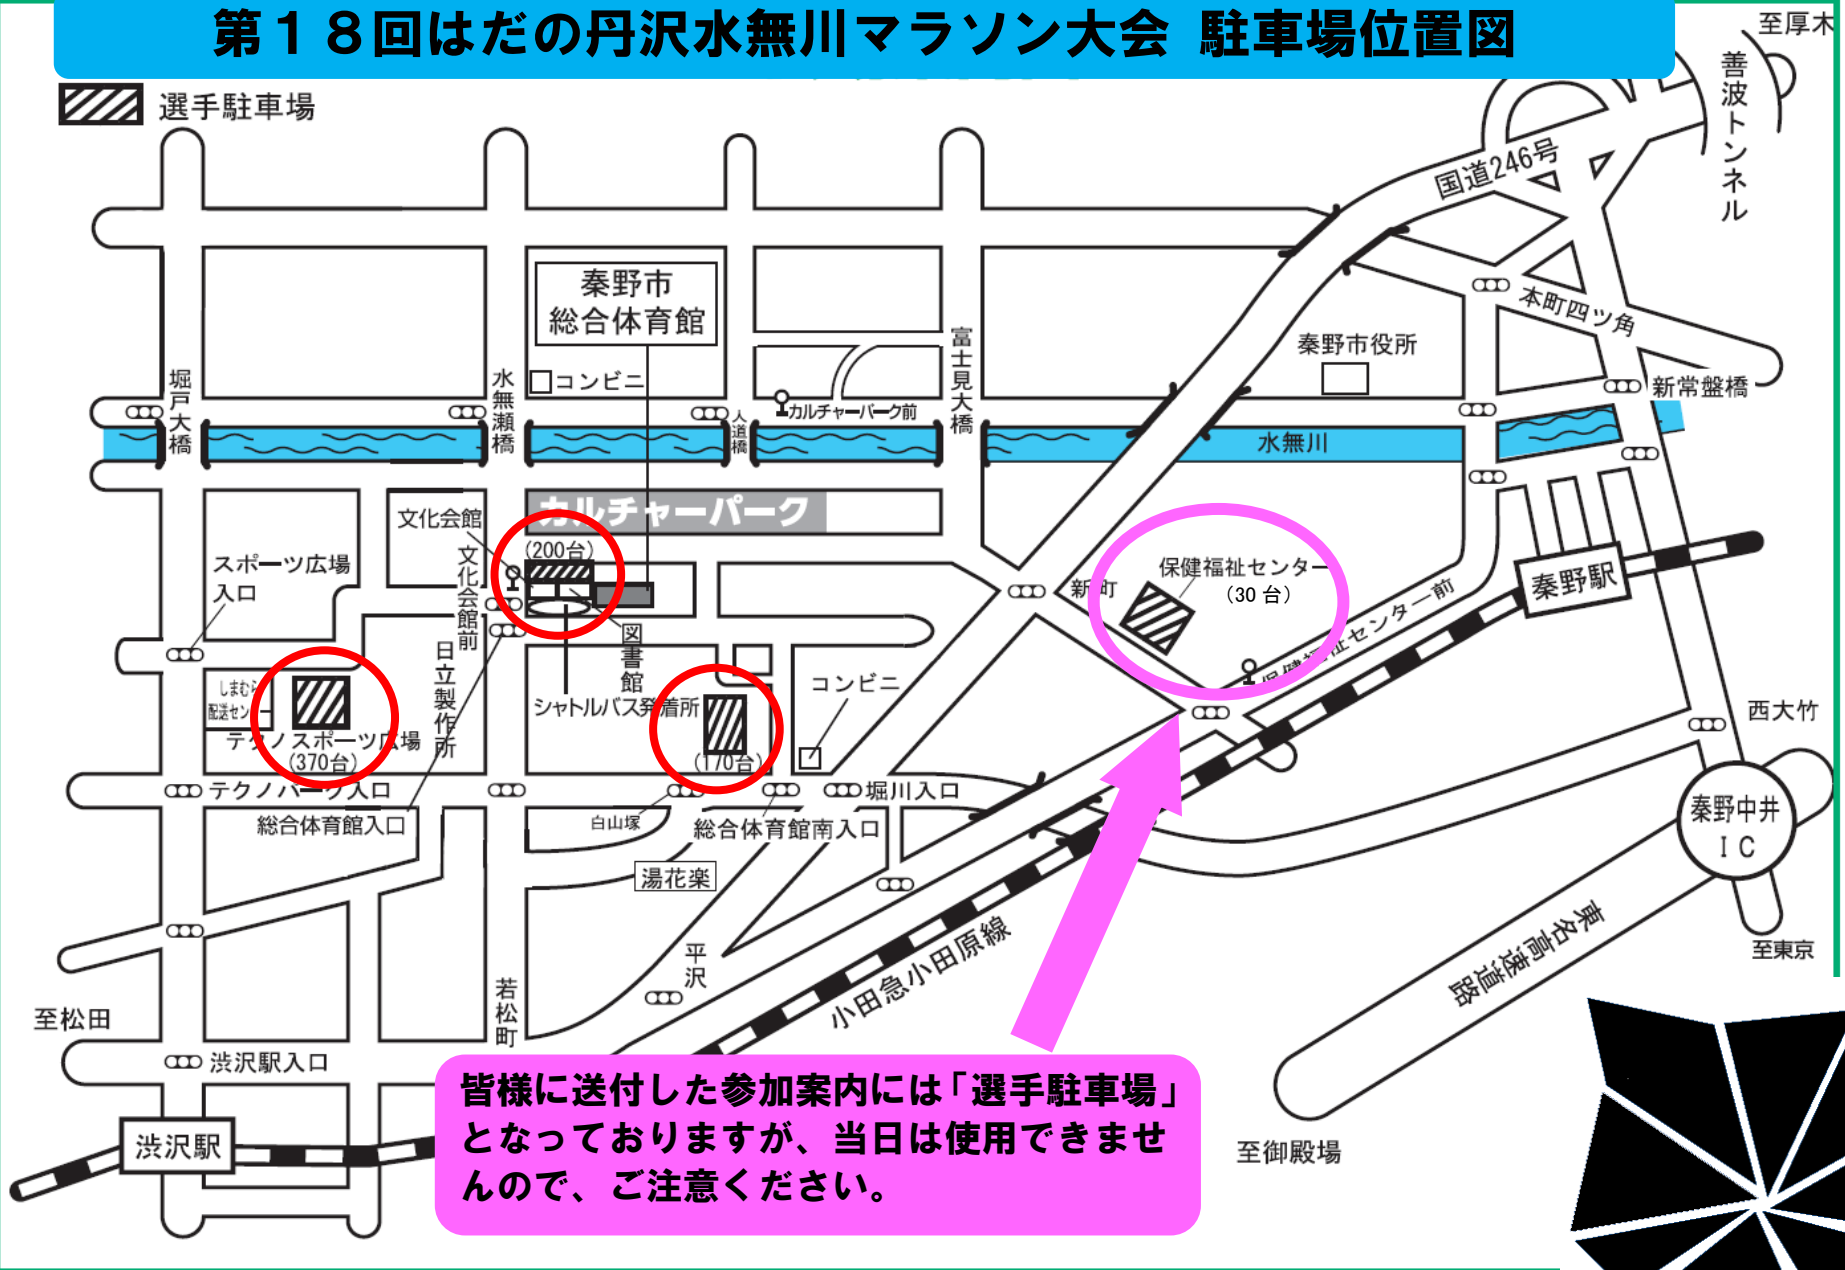 第１８回はだの丹沢水無川マラソン大会 駐車場位置図
選手駐車場
至厚木
善波トンネル
国道246号
秦野市
総合体育館
本町四ツ角
秦野市役所
富士見大橋
堀戸大橋
水無瀬橋
コンビニ
カルチャーパーク前
人道橋
新常盤橋
水無川
カルチャーパーク
文化会館
(200台)
文化会館前
スポーツ広場
入口
保健福祉センター
（30 台）
新町
秦野駅
保健福祉センター前
図書館
日立製作所
しまむら
配送センター
シャトルバス発着所
コンビニ
西大竹
テクノスポーツ広場
(370台)
(170台)
テクノパーク入口
堀川入口
総合体育館入口
白山塚
総合体育館南入口
秦野中井
ＩＣ
湯花楽
東名高速道路
小田急小田原線
平沢
至東京
若松町
至松田
渋沢駅入口
渋沢駅
至御殿場
皆様に送付した参加案内には「選手駐車場」
となっておりますが、当日は使用できませ
んので、ご注意ください。